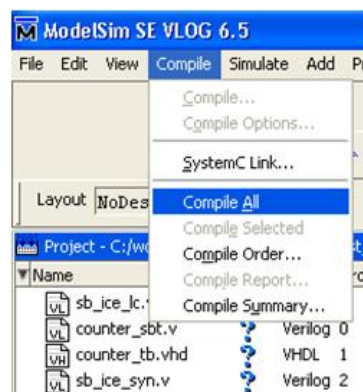 ModelSim SE VLOG 6.5
File Edit View Compile Simulate Add
Compile...
Compile Options...
SystemC Link...
Compile All
Compile Selected
Compile Order...
Compile Report...
Compile Summary...
Layout NoDes
Project - C:/wo
Name
sb_ice_lc.
counter_sbt.v ? Verilog 0
counter_tb.vhd ? VHDL 1
sb_ice_syn.v ? Verilog 2